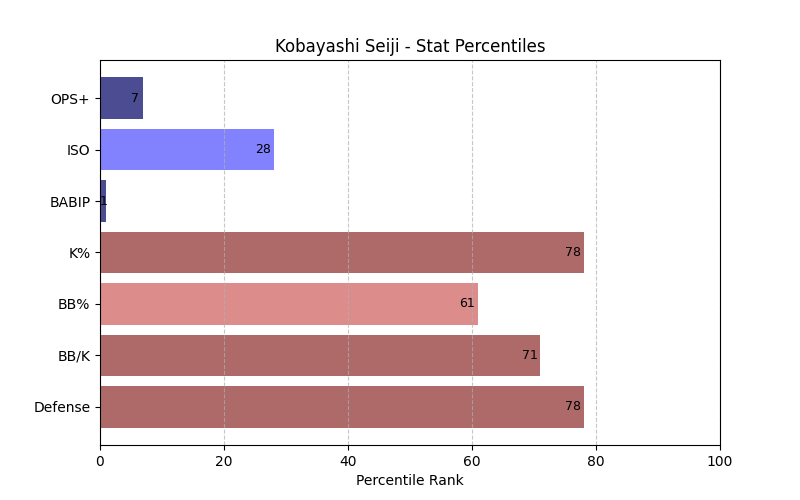 Kobayashi Seiji - Stat Percentiles
OPS+ 7
ISO 28
BABIP 1
K% 78
BB% 61
BB/K 71
Defense 78
0 20 40 60 80 100
Percentile Rank